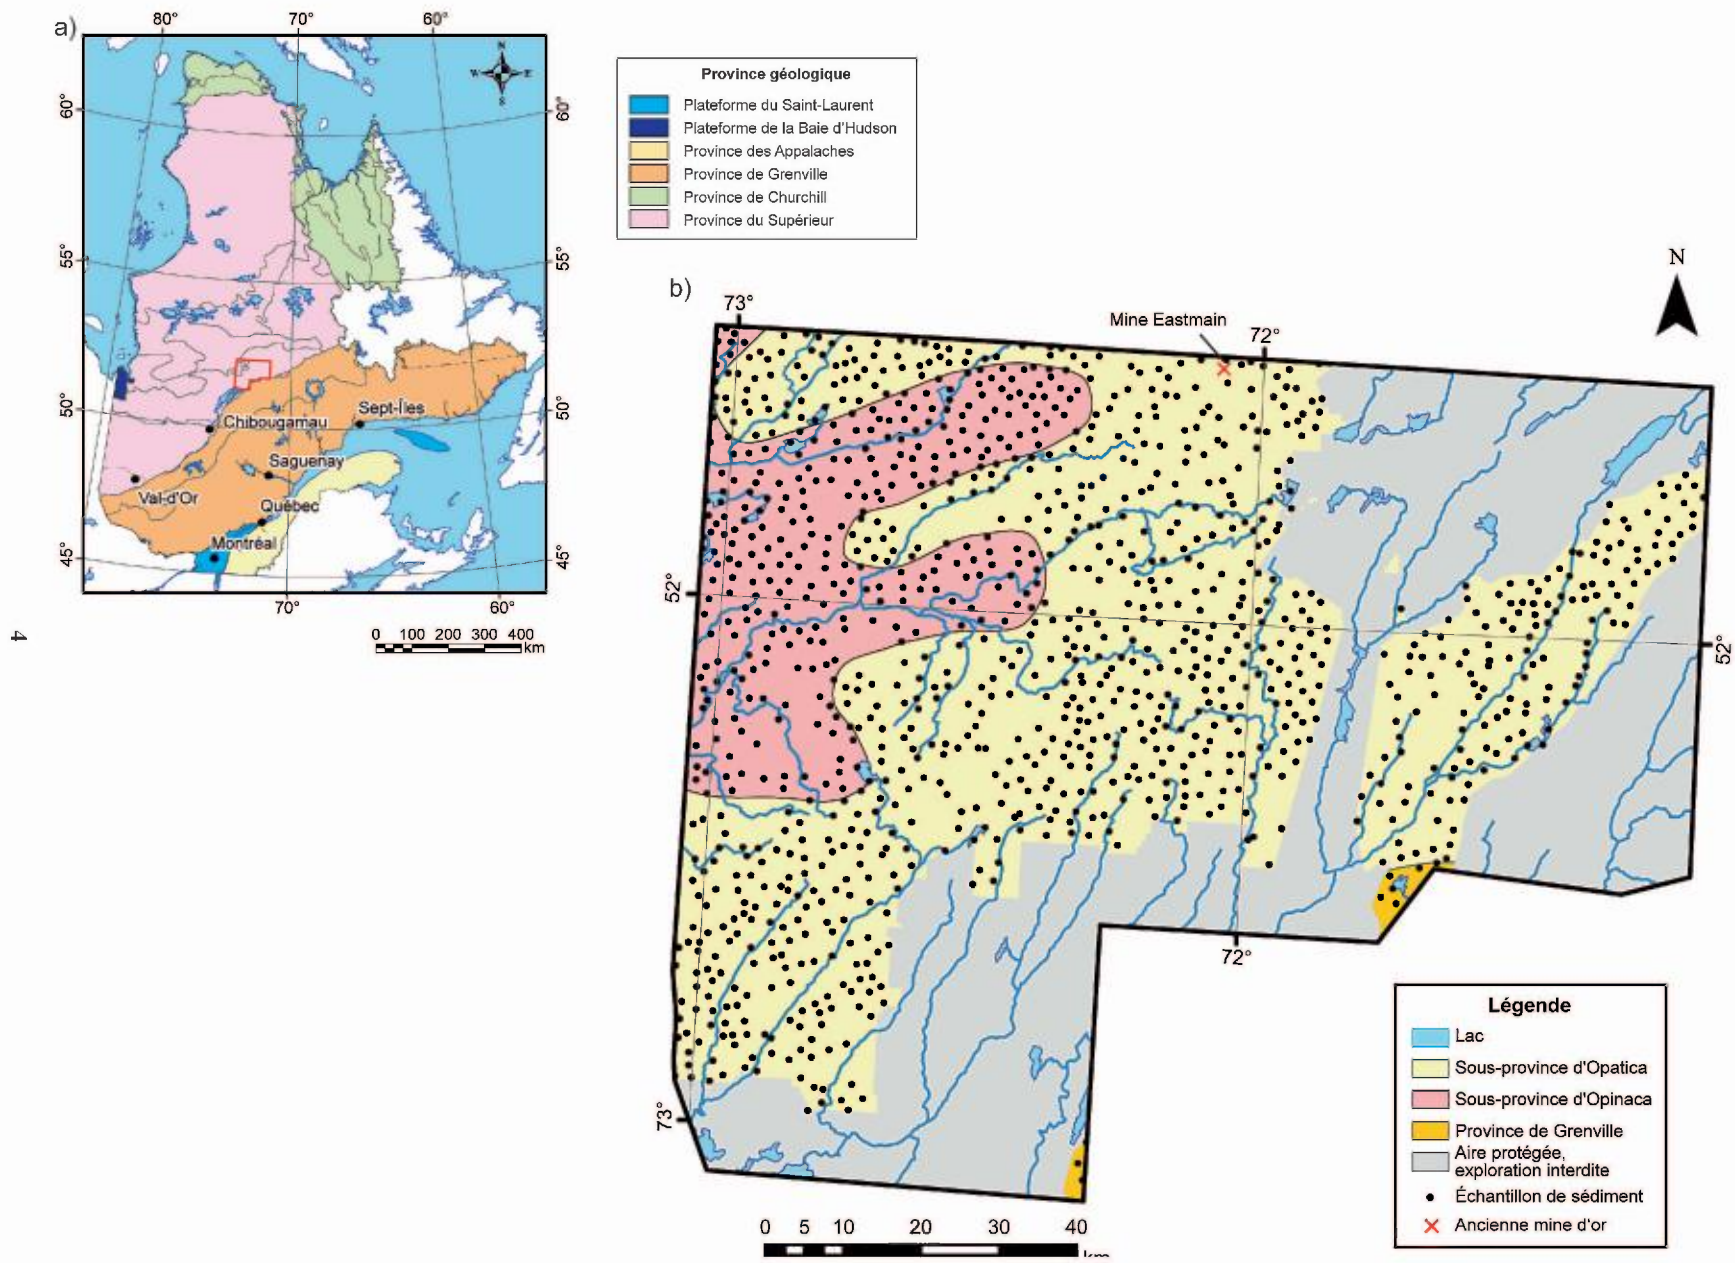 a)
80°
70°
60°
N
W
E
S
60°
60°
55°
55°
50°
50°
45°
45°
Chibougamau
Sept-Îles
Saguenay
Val-d'Or
Québec
Montréal
70°
60°
0 100 200 300 400
km
Province géologique
Plateforme du Saint-Laurent
Plateforme de la Baie d'Hudson
Province des Appalaches
Province de Grenville
Province de Churchill
Province du Supérieur
4
b)
N
73°
Mine Eastmain
72°
52°
52°
72°
73°
0 5 10 20 30 40
km
Légende
Lac
Sous-province d'Opatica
Sous-province d'Opinaca
Province de Grenville
Aire protégée,
exploration interdite
Échantillon de sédiment
Ancienne mine d'or